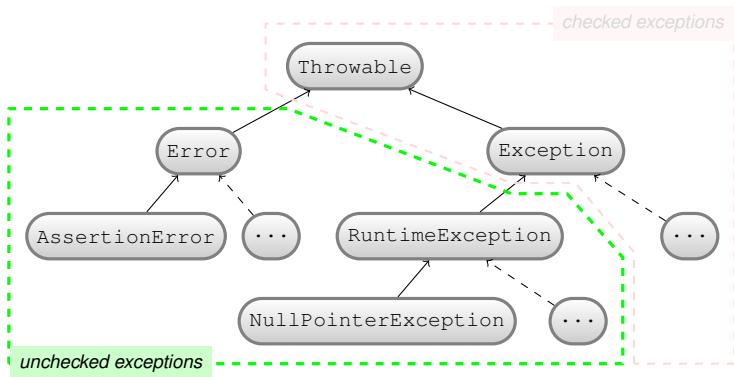 checked exceptions
Throwable
Error
Exception
AssertionError
...
RuntimeException
...
NullPointerException
...
unchecked exceptions